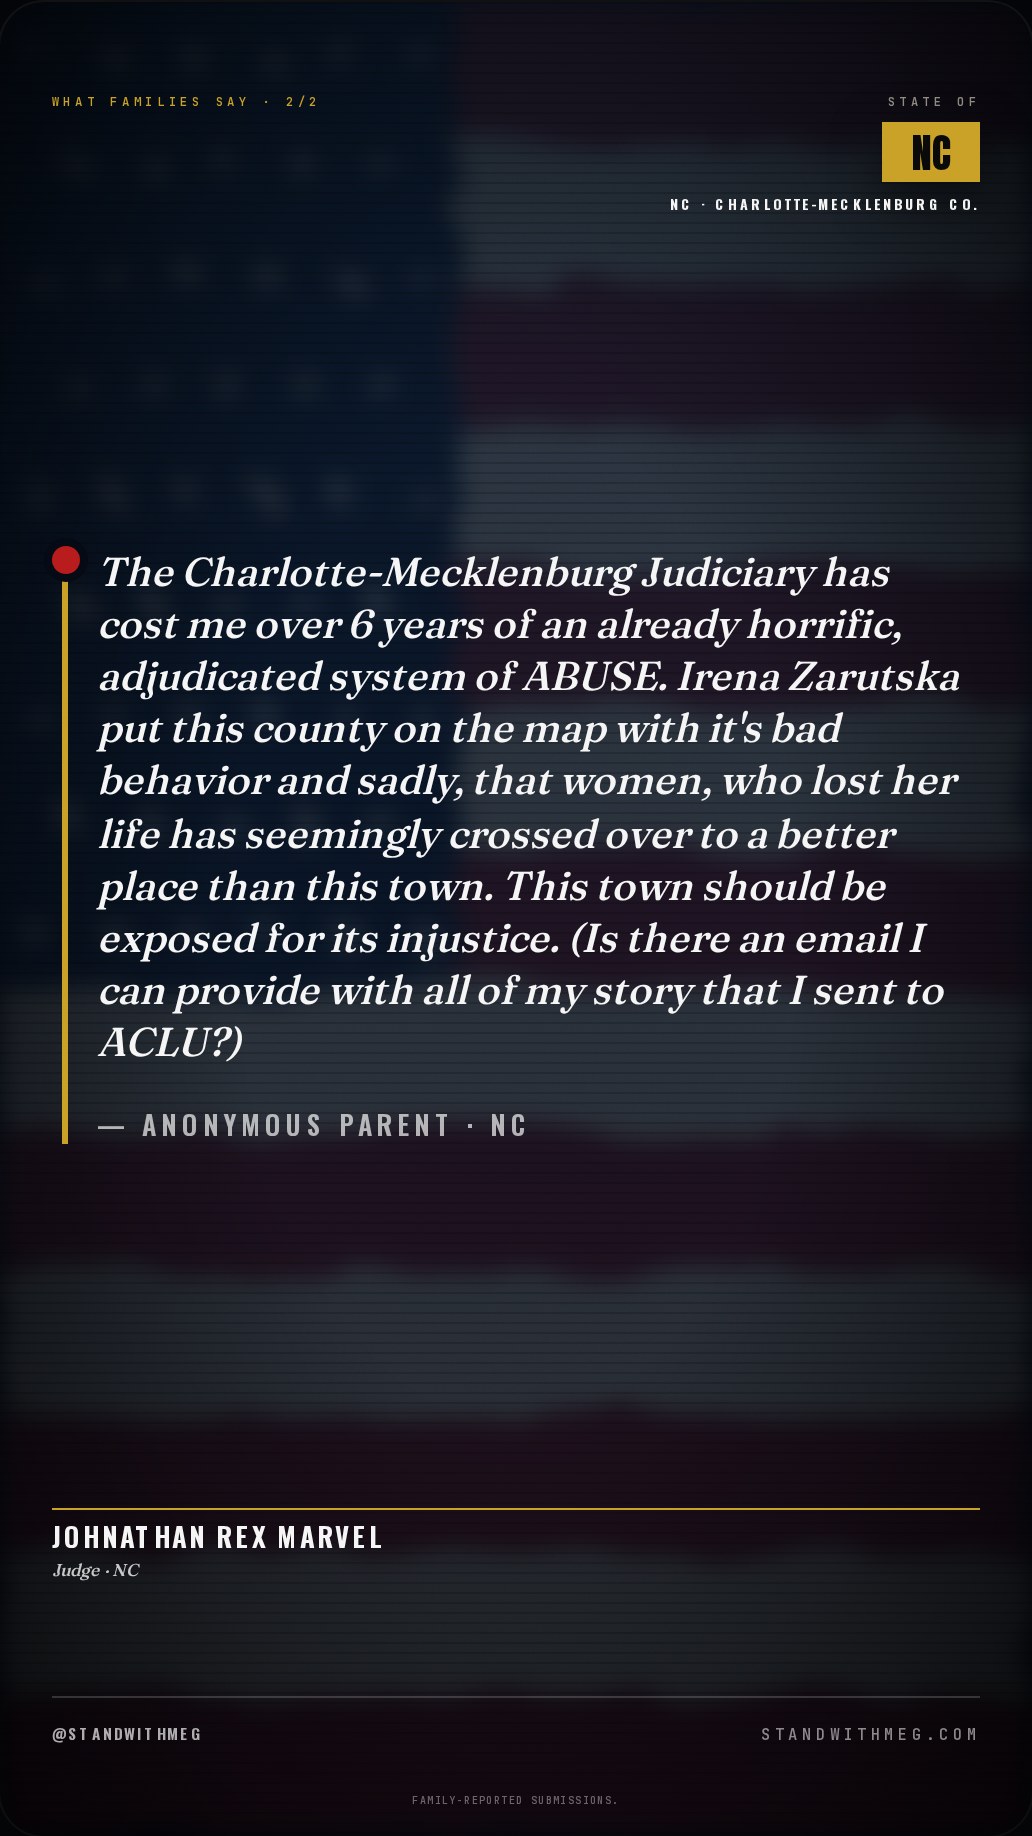 WHAT FAMILIES SAY · 2/2
STATE OF
NC
NC · CHARLOTTE-MECKLENBURG CO.
The Charlotte-Mecklenburg Judiciary has
cost me over 6 years of an already horrific,
adjudicated system of ABUSE. Irena Zarutska
put this county on the map with it's bad
behavior and sadly, that women, who lost her
life has seemingly crossed over to a better
place than this town. This town should be
exposed for its injustice. (Is there an email I
can provide with all of my story that I sent to
ACLU?)
— ANONYMOUS PARENT · NC
JOHNATHAN REX MARVEL
Judge · NC
@STANDWITHMEG
STANDWITHMEG.COM
FAMILY-REPORTED SUBMISSIONS.